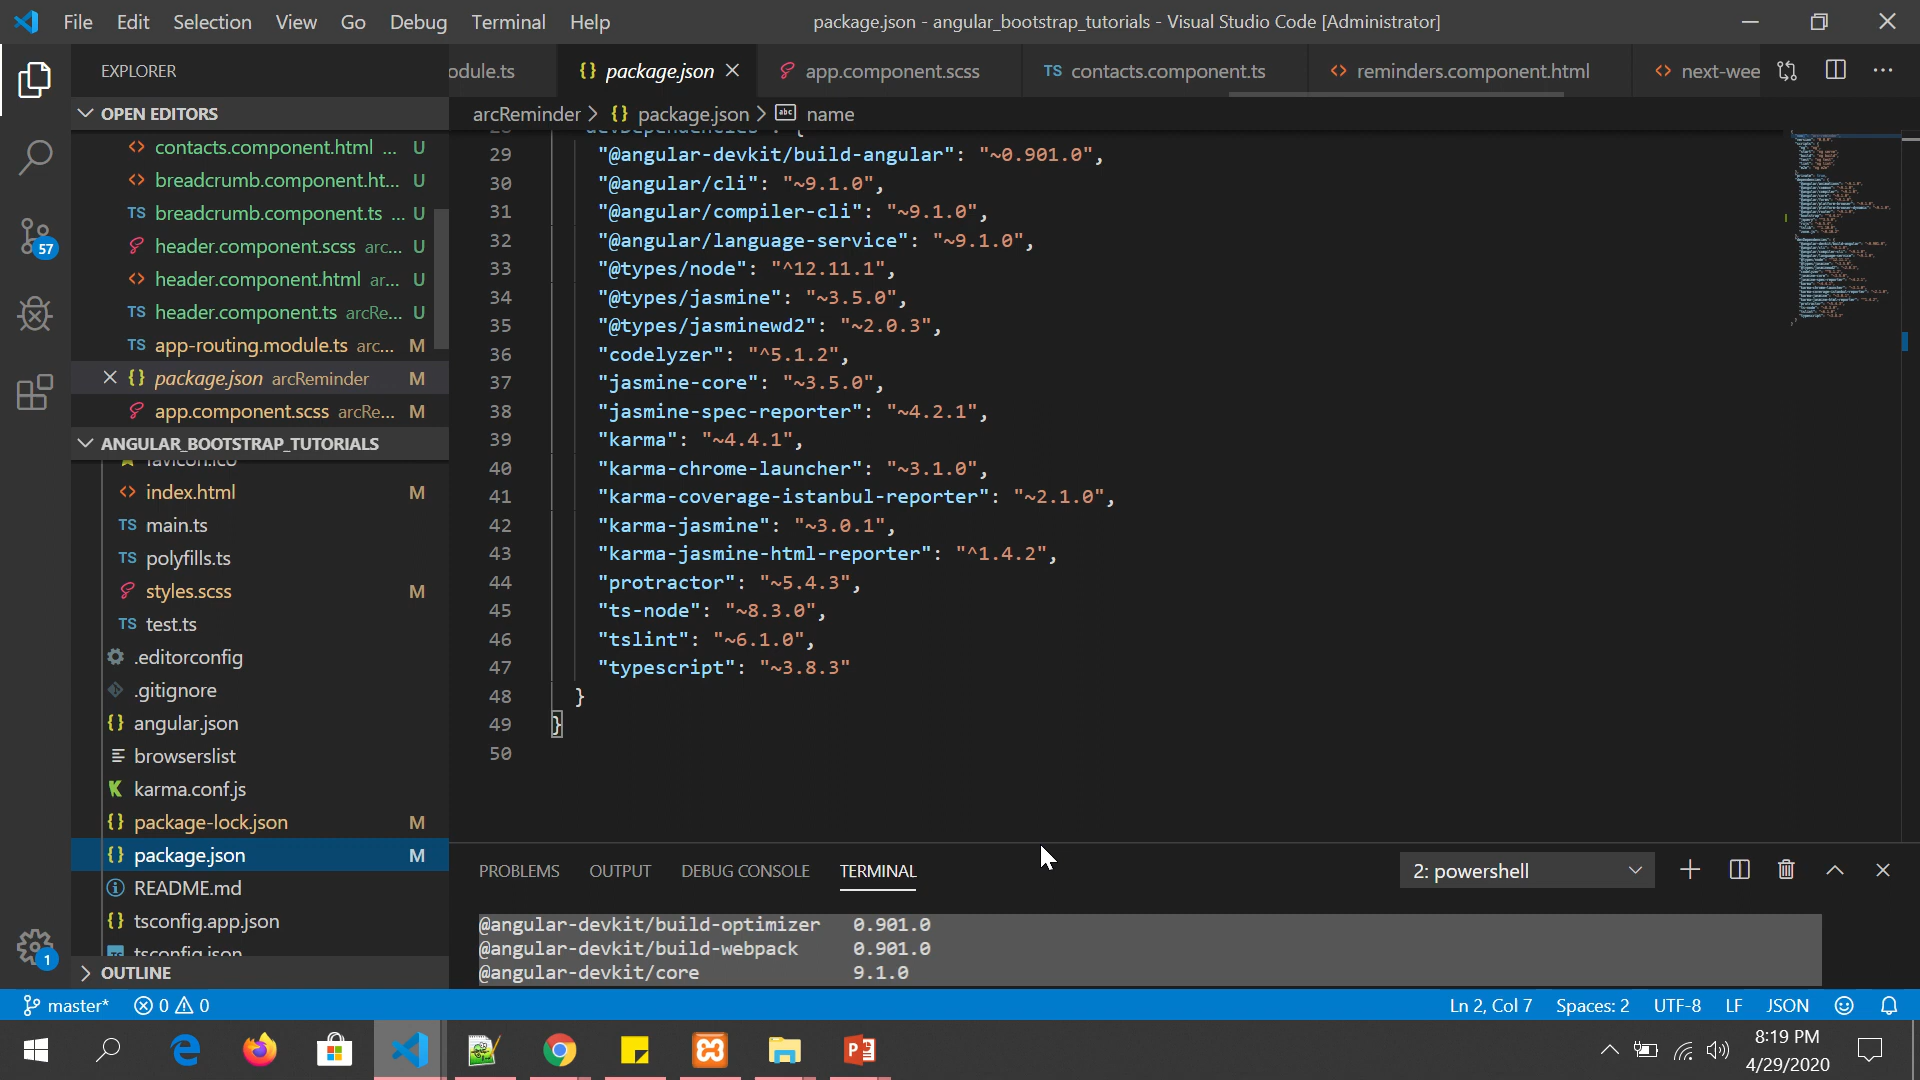 File Edit Selection View Go Debug Terminal Help
package.json - angular_bootstrap_tutorials - Visual Studio Code [Administrator]
EXPLORER
OPEN EDITORS
contacts.component.html ... U
breadcrumb.component.ht... U
TS breadcrumb.component.ts ... U
header.component.scss arc... U
header.component.html ar... U
TS header.component.ts arcRe... U
TS app-routing.module.ts arc... M
package.json arcReminder M
app.component.scss arcRe... M
ANGULAR_BOOTSTRAP_TUTORIALS
favicon.ico
index.html M
TS main.ts
TS polyfills.ts
styles.scss M
TS test.ts
.editorconfig
.gitignore
angular.json
browserslist
karma.conf.js
package-lock.json M
package.json M
README.md
tsconfig.app.json
tsconfig.json
OUTLINE
57
1
odule.ts
{} package.json
app.component.scss
TS contacts.component.ts
reminders.component.html
next-wee
arcReminder > {} package.json > abc name
28 "devDependencies": {
29 "@angular-devkit/build-angular": "~0.901.0",
30 "@angular/cli": "~9.1.0",
31 "@angular/compiler-cli": "~9.1.0",
32 "@angular/language-service": "~9.1.0",
33 "@types/node": "^12.11.1",
34 "@types/jasmine": "~3.5.0",
35 "@types/jasminewd2": "~2.0.3",
36 "codelyzer": "^5.1.2",
37 "jasmine-core": "~3.5.0",
38 "jasmine-spec-reporter": "~4.2.1",
39 "karma": "~4.4.1",
40 "karma-chrome-launcher": "~3.1.0",
41 "karma-coverage-istanbul-reporter": "~2.1.0",
42 "karma-jasmine": "~3.0.1",
43 "karma-jasmine-html-reporter": "^1.4.2",
44 "protractor": "~5.4.3",
45 "ts-node": "~8.3.0",
46 "tslint": "~6.1.0",
47 "typescript": "~3.8.3"
48 }
49 }
50
PROBLEMS OUTPUT DEBUG CONSOLE TERMINAL
2: powershell
@angular-devkit/build-optimizer 0.901.0
@angular-devkit/build-webpack 0.901.0
@angular-devkit/core 9.1.0
master* 0 0
Ln 2, Col 7 Spaces: 2 UTF-8 LF JSON
8:19 PM
4/29/2020